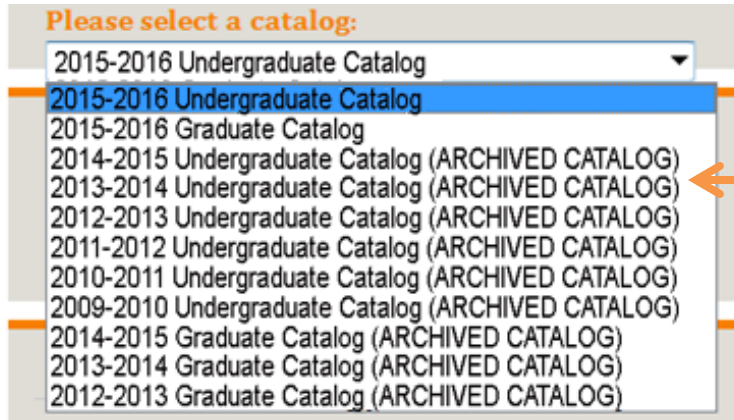 Please select a catalog:
2015-2016 Undergraduate Catalog
2015-2016 Undergraduate Catalog
2015-2016 Graduate Catalog
2014-2015 Undergraduate Catalog (ARCHIVED CATALOG)
2013-2014 Undergraduate Catalog (ARCHIVED CATALOG)
2012-2013 Undergraduate Catalog (ARCHIVED CATALOG)
2011-2012 Undergraduate Catalog (ARCHIVED CATALOG)
2010-2011 Undergraduate Catalog (ARCHIVED CATALOG)
2009-2010 Undergraduate Catalog (ARCHIVED CATALOG)
2014-2015 Graduate Catalog (ARCHIVED CATALOG)
2013-2014 Graduate Catalog (ARCHIVED CATALOG)
2012-2013 Graduate Catalog (ARCHIVED CATALOG)